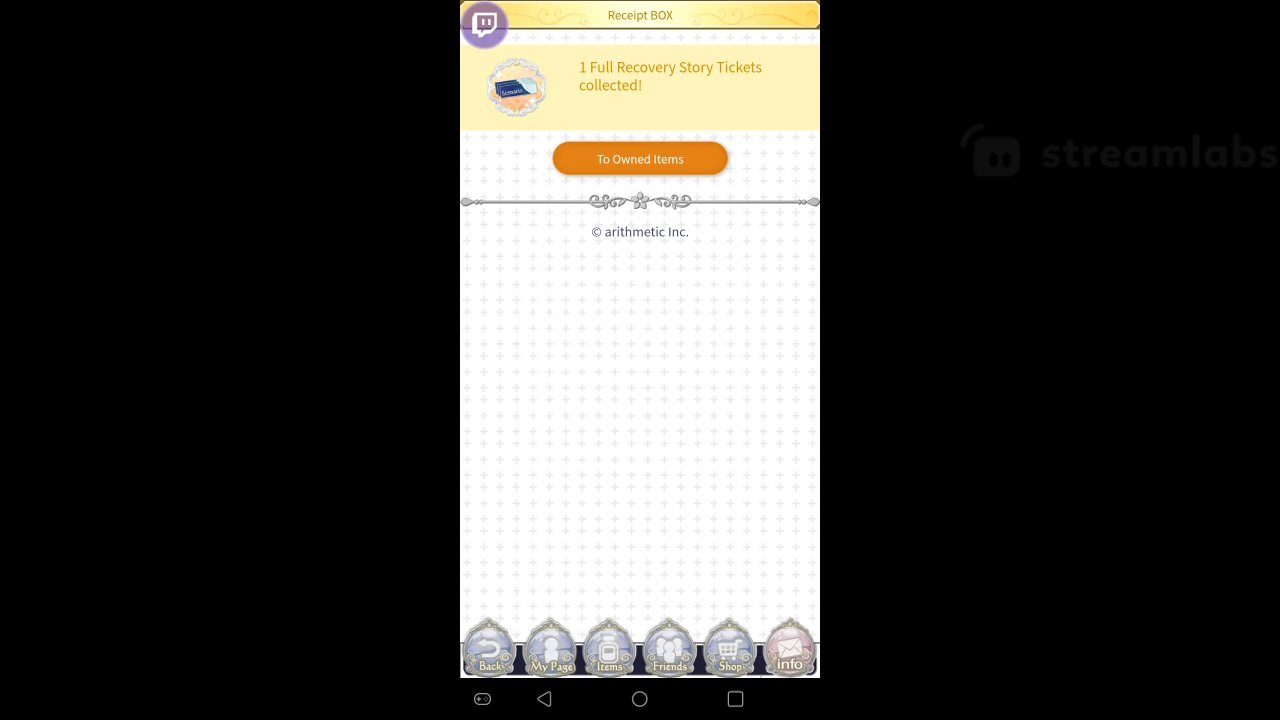 Receipt BOX
1 Full Recovery Story Tickets
collected!
Scenario
To Owned Items
© arithmetic Inc.
streamlabs
Back
My Page
Items
Friends
Shop
info